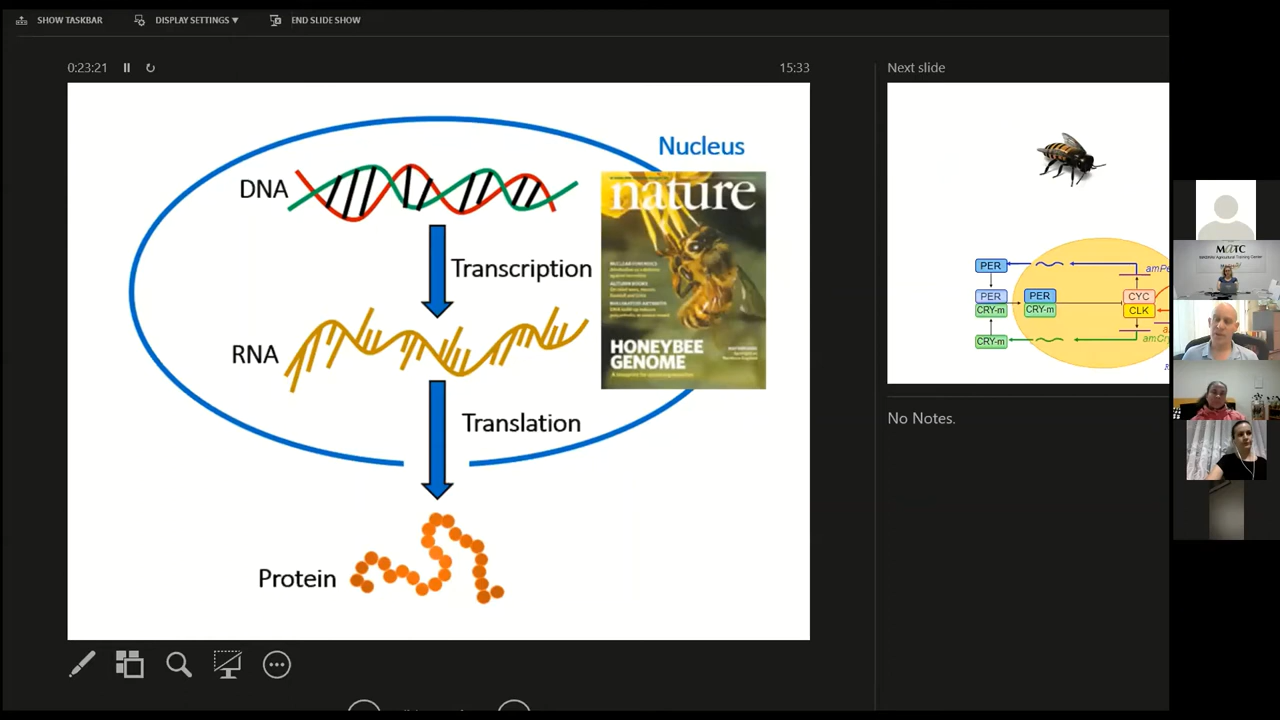 SHOW TASKBAR
DISPLAY SETTINGS ▼
END SLIDE SHOW
0:23:21
15:33
Next slide
Nucleus
DNA
nature
Transcription
RNA
HONEYBEE
GENOME
Translation
Protein
PER
PER
CRY-m
PER
CRY-m
CYC
CLK
CRY-m
No Notes.
MATC